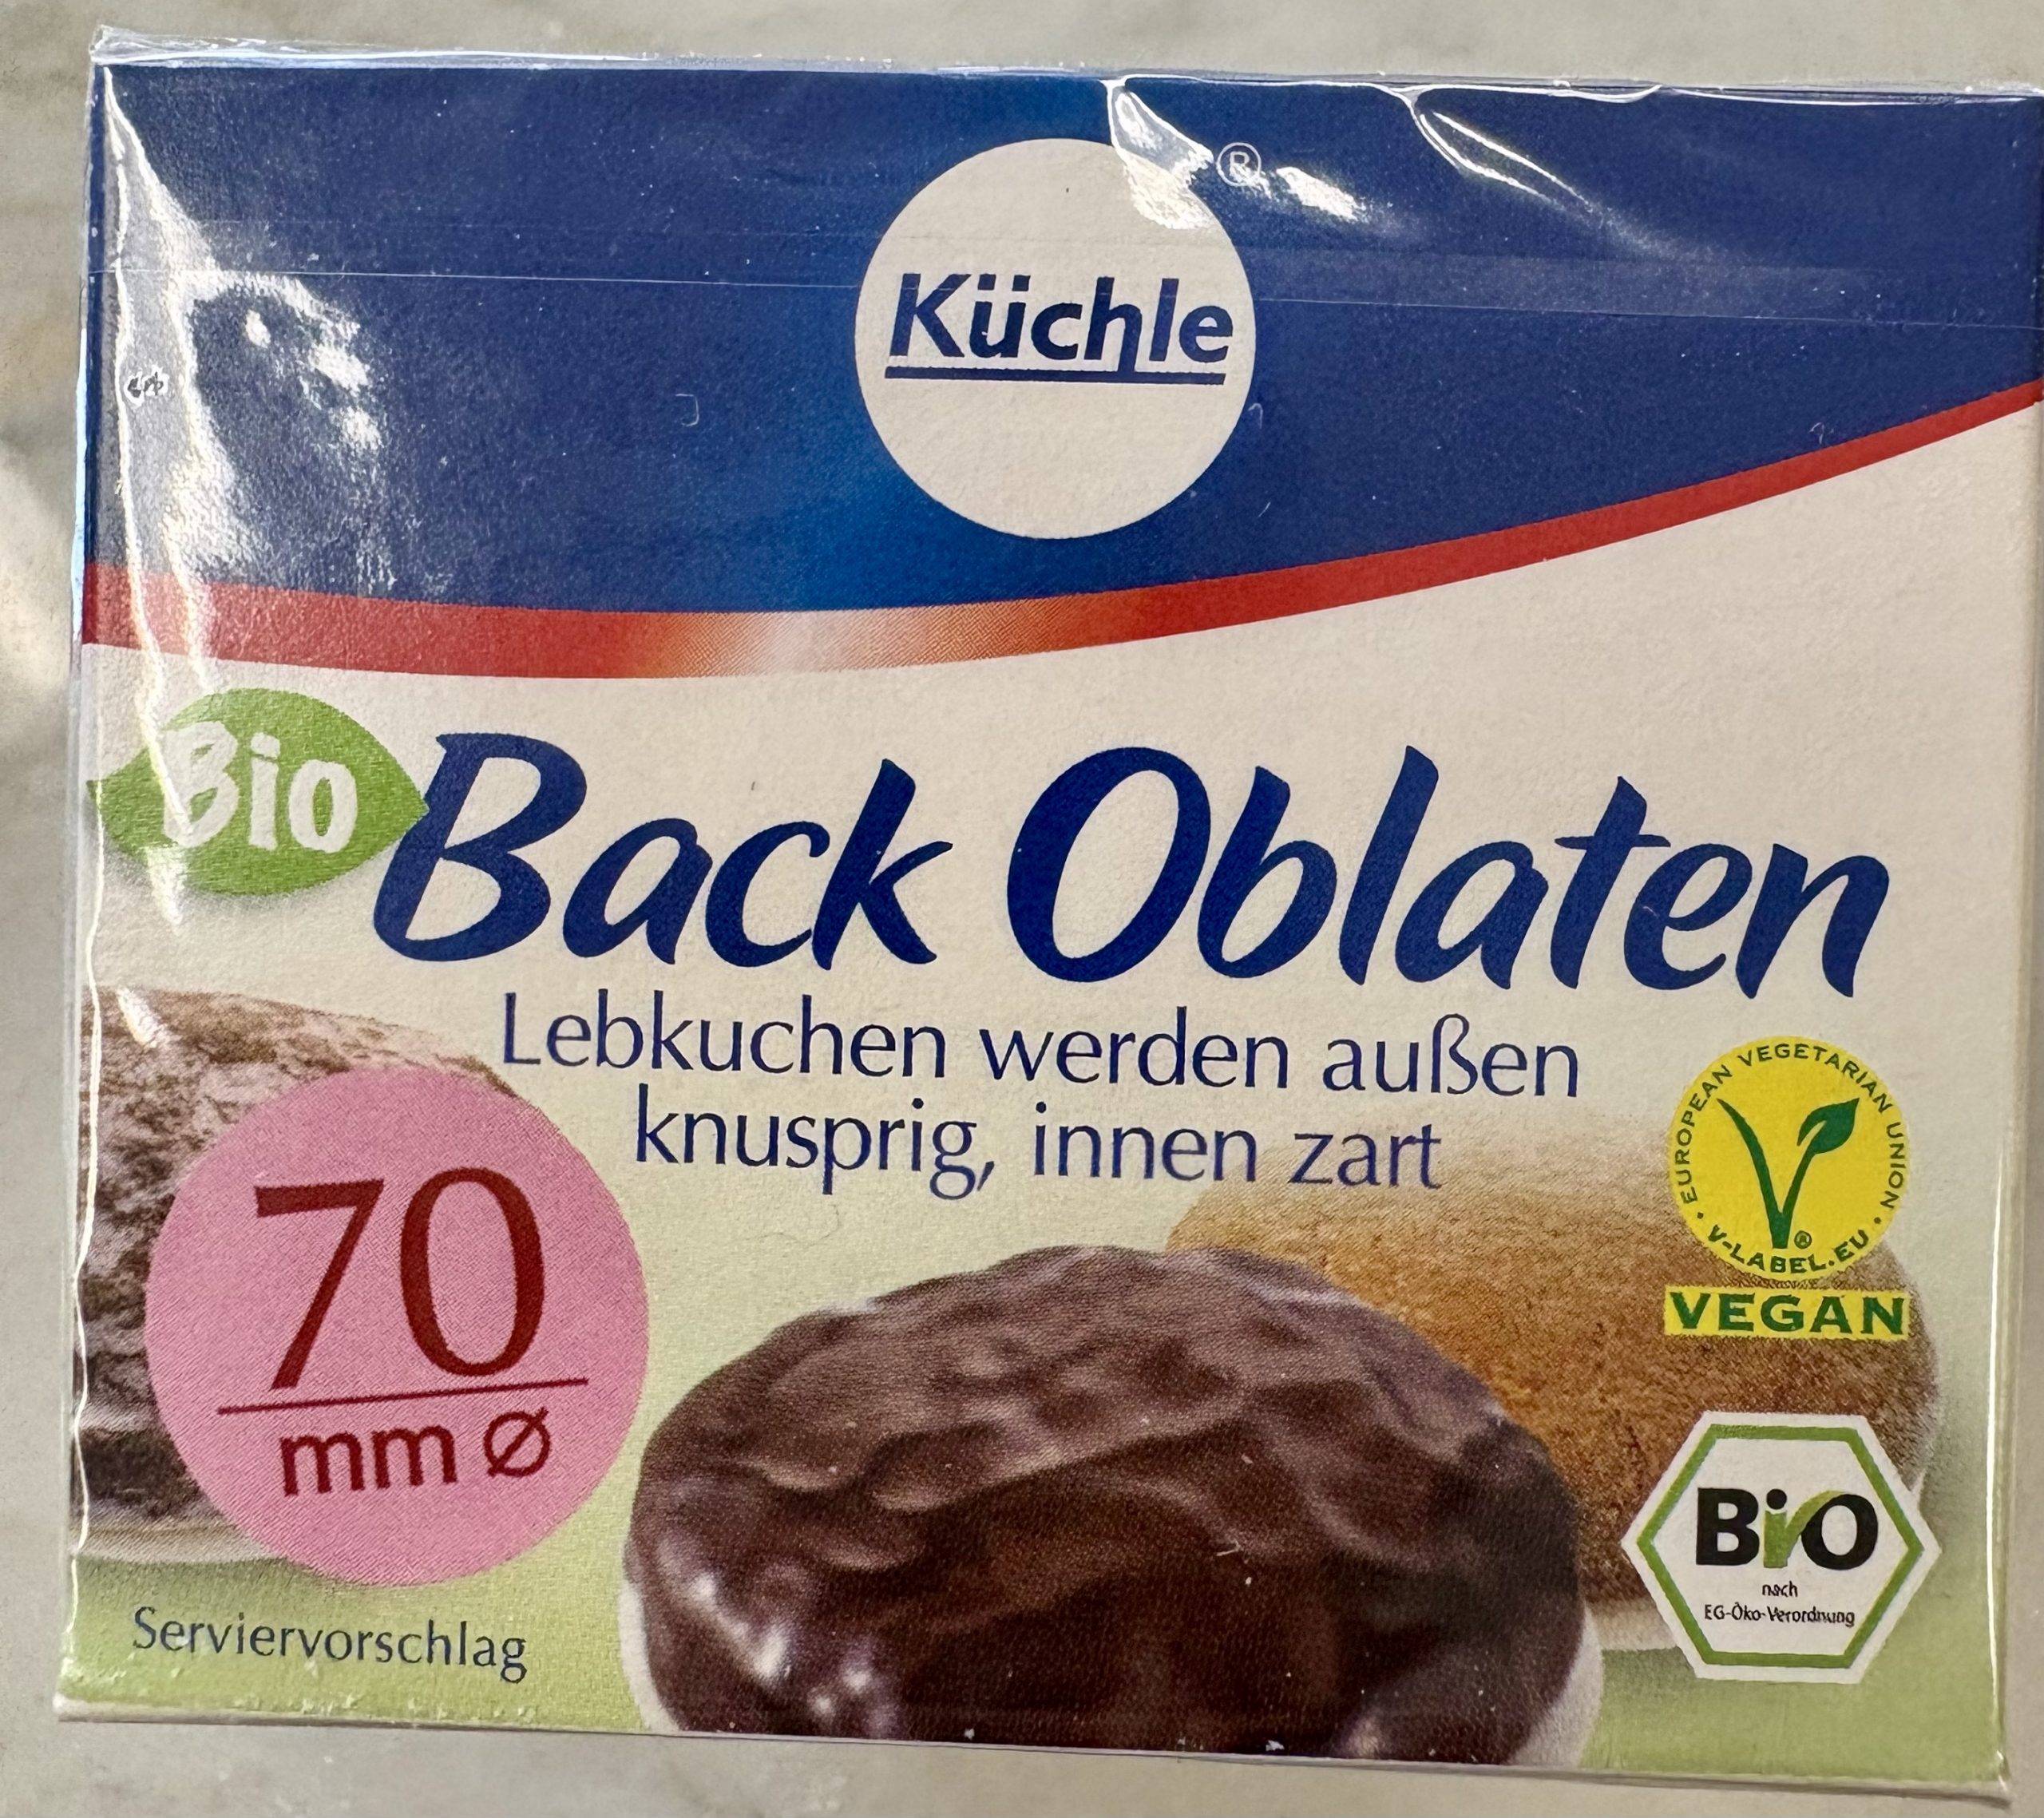 Küchle®
Bio
Back Oblaten
Lebkuchen werden außen
knusprig, innen zart
70
mm ø
Serviervorschlag
EUROPEAN VEGETARIAN UNION
V-LABEL.EU
®
VEGAN
Bio
nach
EG-Öko-Verordnung